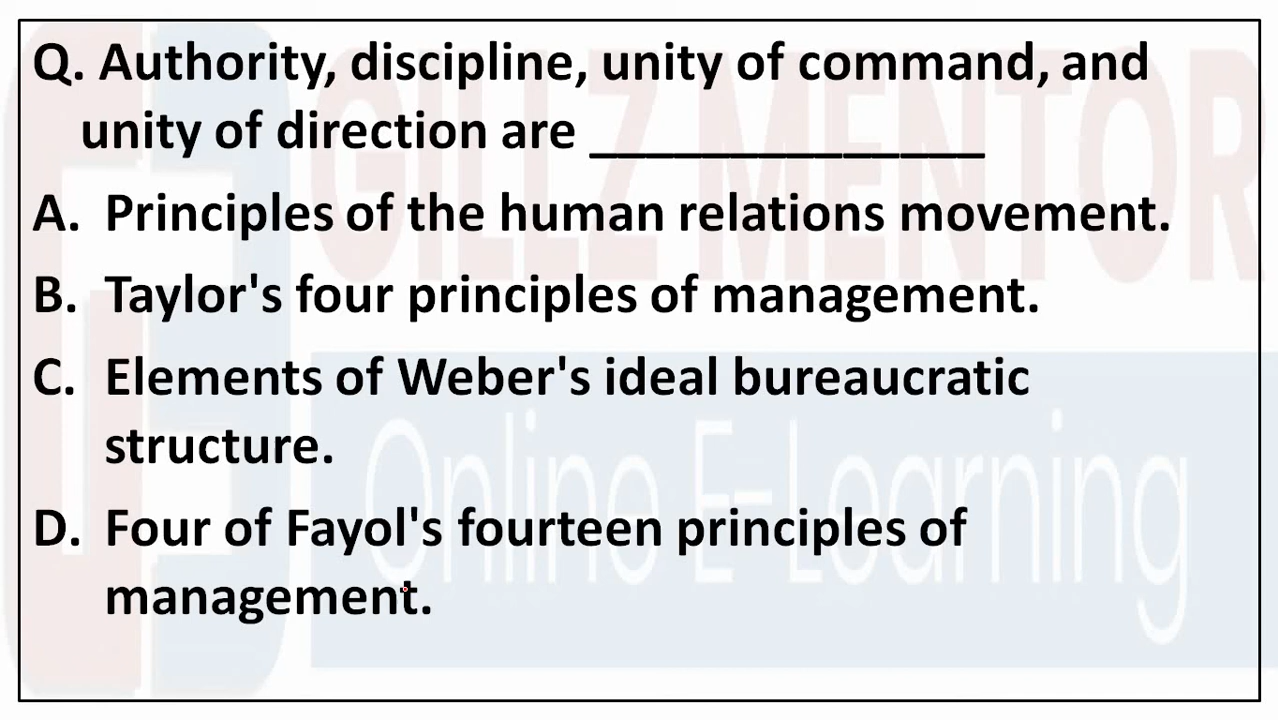 Q. Authority, discipline, unity of command, and
unity of direction are ______________
A. Principles of the human relations movement.
B. Taylor's four principles of management.
C. Elements of Weber's ideal bureaucratic
structure.
D. Four of Fayol's fourteen principles of
management.
GILLZ MENTOR
Online E-Learning